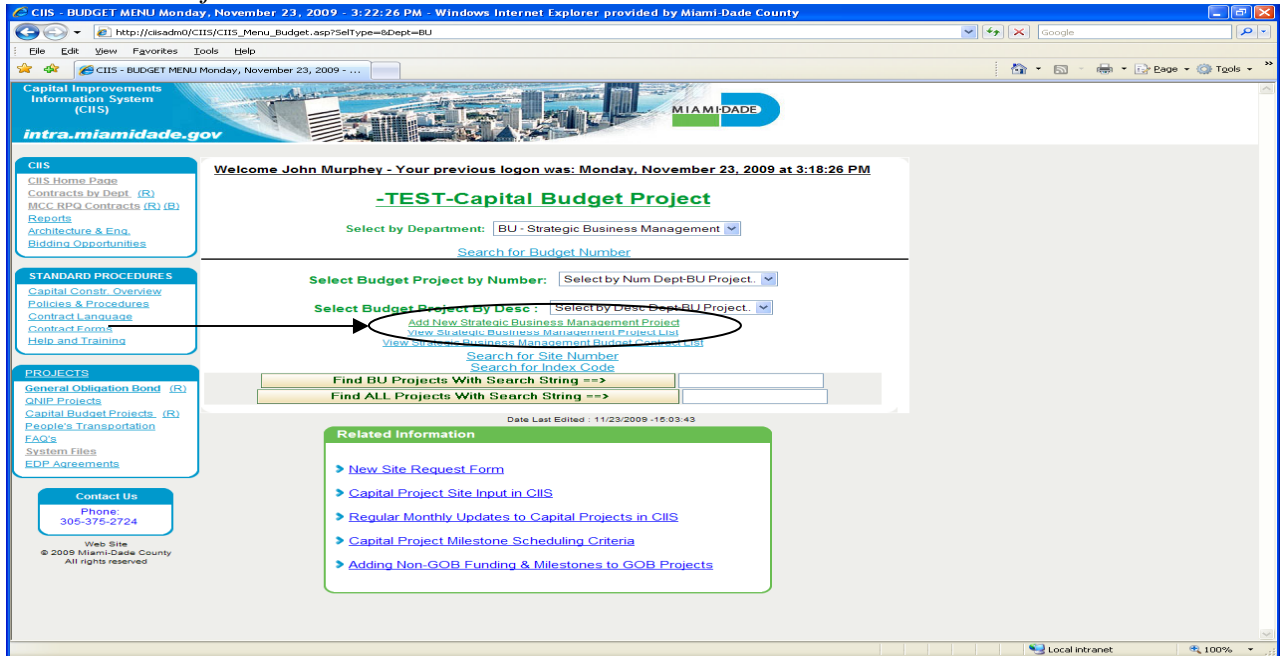 CIIS - BUDGET MENU Monday, November 23, 2009 - 3:22:26 PM - Windows Internet Explorer provided by Miami-Dade County
http://ciisadm0/CIIS/CIIS_Menu_Budget.asp?SelType=8Dept=BU
Google
File Edit View Favorites Tools Help
CIIS - BUDGET MENU Monday, November 23, 2009 - ...
Page Tools
Capital Improvements
Information System
(CIIS)
MIAMI-DADE
intra.miamidade.gov
CIIS
CIIS Home Page
Contracts by Dept (R)
MCC RPQ Contracts (R) (B)
Reports
Architecture & Eng.
Bidding Opportunities
STANDARD PROCEDURES
Capital Constr. Overview
Policies & Procedures
Contract Language
Contract Forms
Help and Training
PROJECTS
General Obligation Bond (R)
QNIP Projects
Capital Budget Projects (R)
People's Transportation
FAQ's
System Files
EDP Agreements
Contact Us
Phone:
305-375-2724
Web Site
© 2009 Miami-Dade County
All rights reserved
Welcome John Murphey - Your previous logon was: Monday, November 23, 2009 at 3:18:26 PM
-TEST-Capital Budget Project
Select by Department: BU - Strategic Business Management
Search for Budget Number
Select Budget Project by Number: Select by Num Dept-BU Project..
Select Budget Project By Desc : Select by Desc Dept-BU Project..
Add New Strategic Business Management Project
View Strategic Business Management Project List
View Strategic Business Management Budget Contract List
Search for Site Number
Search for Index Code
Find BU Projects With Search String ==>
Find ALL Projects With Search String ==>
Date Last Edited : 11/23/2009 -15:03:43
Related Information
New Site Request Form
Capital Project Site Input in CIIS
Regular Monthly Updates to Capital Projects in CIIS
Capital Project Milestone Scheduling Criteria
Adding Non-GOB Funding & Milestones to GOB Projects
Local intranet
100%